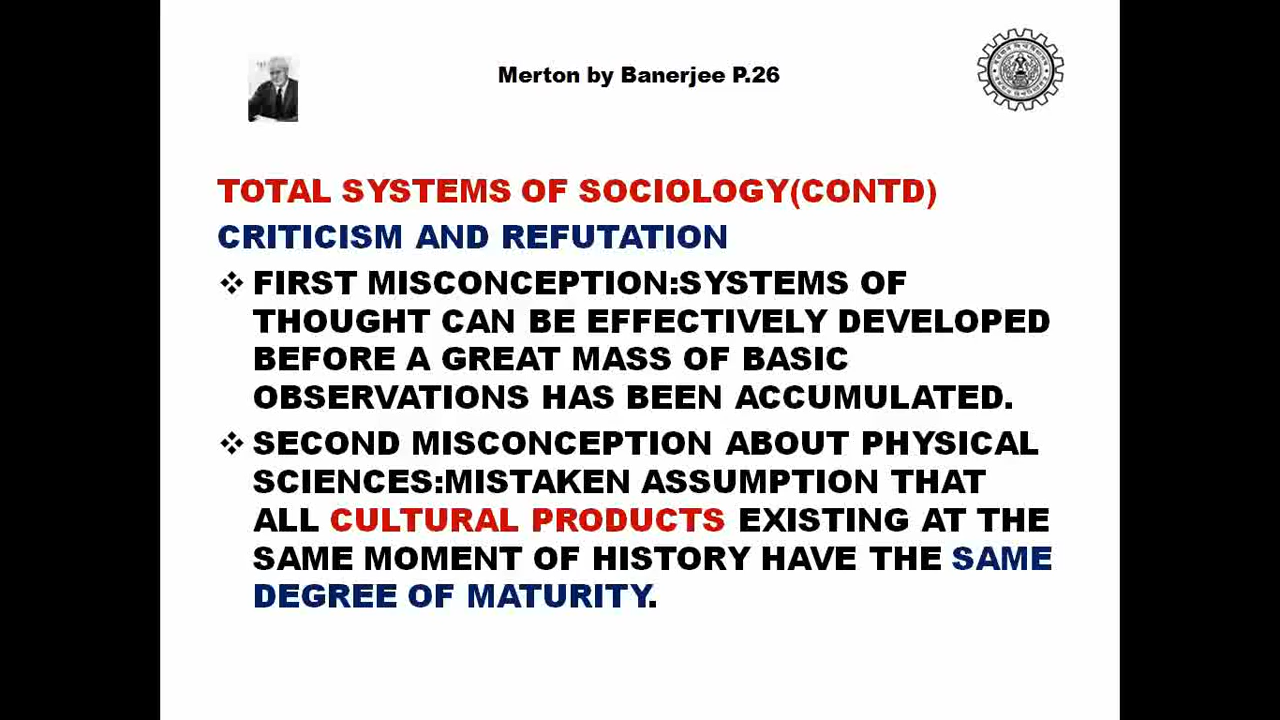 Merton by Banerjee P.26
TOTAL SYSTEMS OF SOCIOLOGY(CONTD)
CRITICISM AND REFUTATION
❖ FIRST MISCONCEPTION:SYSTEMS OF
THOUGHT CAN BE EFFECTIVELY DEVELOPED
BEFORE A GREAT MASS OF BASIC
OBSERVATIONS HAS BEEN ACCUMULATED.
❖ SECOND MISCONCEPTION ABOUT PHYSICAL
SCIENCES:MISTAKEN ASSUMPTION THAT
ALL CULTURAL PRODUCTS EXISTING AT THE
SAME MOMENT OF HISTORY HAVE THE SAME
DEGREE OF MATURITY.